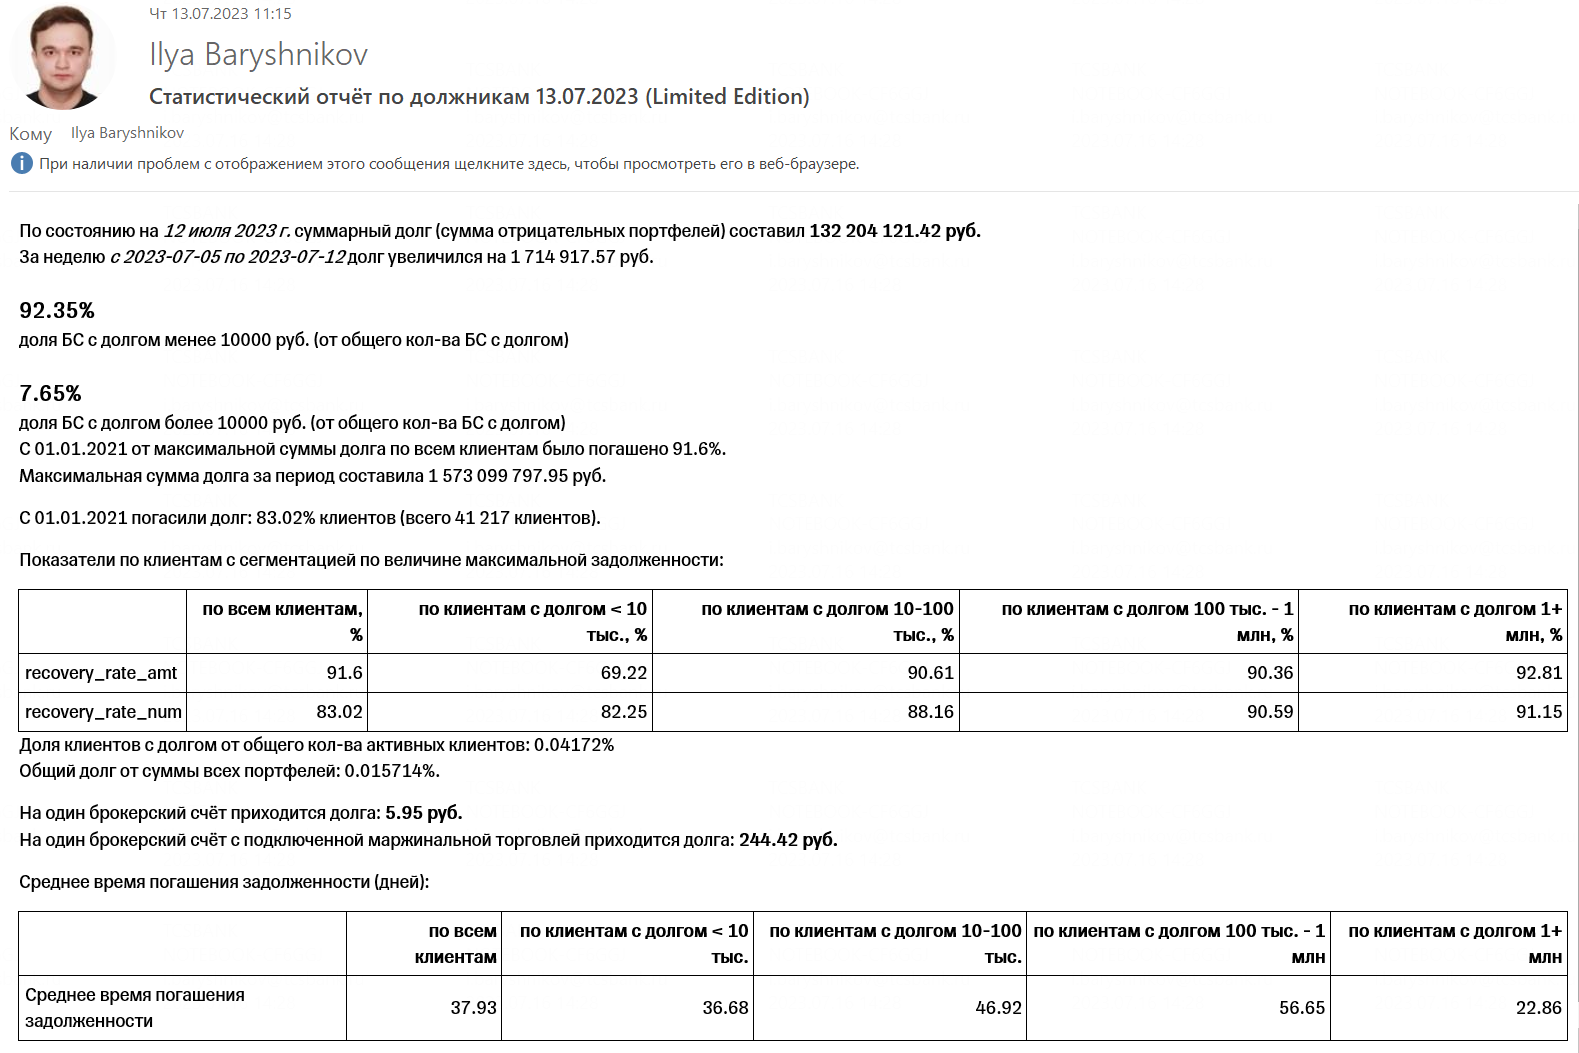 Чт 13.07.2023 11:15
Ilya Baryshnikov
Статистический отчёт по должникам 13.07.2023 (Limited Edition)
Кому Ilya Baryshnikov
При наличии проблем с отображением этого сообщения щелкните здесь, чтобы просмотреть его в веб-браузере.
По состоянию на 12 июля 2023 г. суммарный долг (сумма отрицательных портфелей) составил 132 204 121.42 руб.
За неделю с 2023-07-05 по 2023-07-12 долг увеличился на 1 714 917.57 руб.
92.35%
доля БС с долгом менее 10000 руб. (от общего кол-ва БС с долгом)
7.65%
доля БС с долгом более 10000 руб. (от общего кол-ва БС с долгом)
С 01.01.2021 от максимальной суммы долга по всем клиентам было погашено 91.6%.
Максимальная сумма долга за период составила 1 573 099 797.95 руб.
С 01.01.2021 погасили долг: 83.02% клиентов (всего 41 217 клиентов).
Показатели по клиентам с сегментацией по величине максимальной задолженности:
по всем клиентам, по клиентам с долгом < 10 по клиентам с долгом 10-100 по клиентам с долгом 100 тыс. - 1 по клиентам с долгом 1+
% тыс., % тыс., % млн, % млн, %
recovery_rate_amt 91.6 69.22 90.61 90.36 92.81
recovery_rate_num 83.02 82.25 88.16 90.59 91.15
Доля клиентов с долгом от общего кол-ва активных клиентов: 0.04172%
Общий долг от суммы всех портфелей: 0.015714%.
На один брокерский счёт приходится долга: 5.95 руб.
На один брокерский счёт с подключенной маржинальной торговлей приходится долга: 244.42 руб.
Среднее время погашения задолженности (дней):
по всем по клиентам с долгом < 10 по клиентам с долгом 10-100 по клиентам с долгом 100 тыс. - 1 по клиентам с долгом 1+
клиентам тыс. тыс. млн млн
Среднее время погашения
задолженности 37.93 36.68 46.92 56.65 22.86